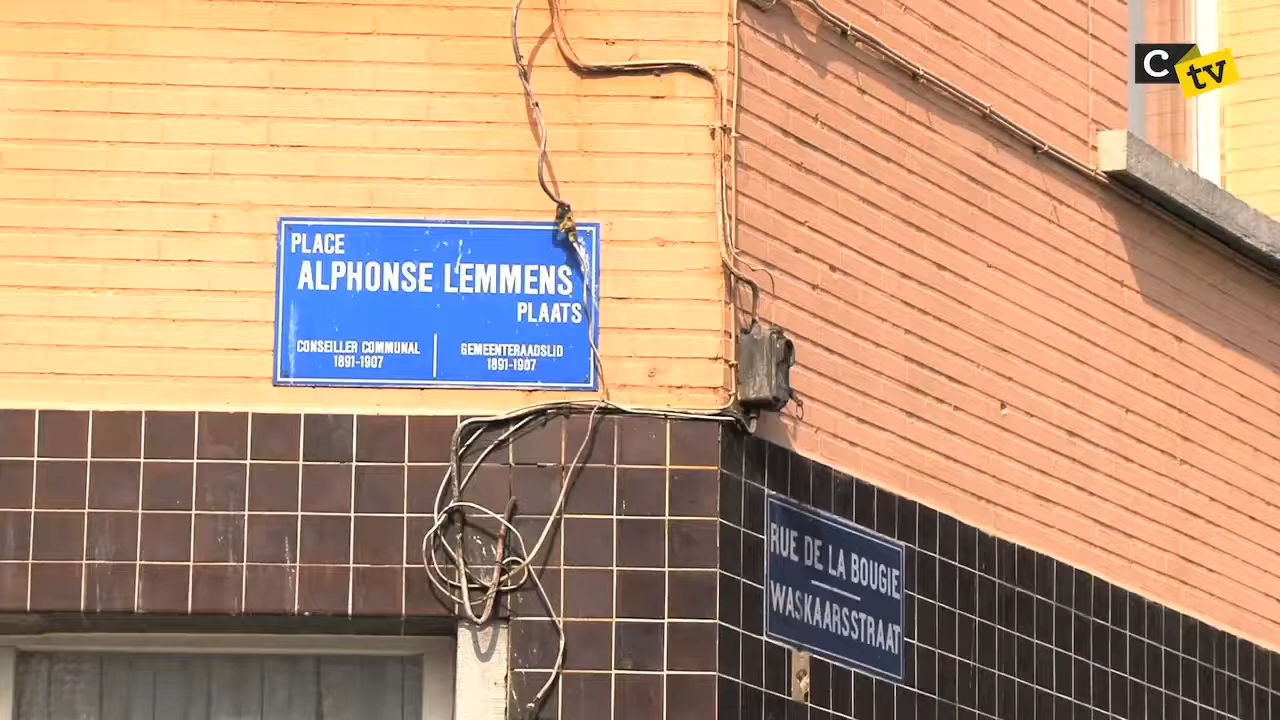 C tv
PLACE
ALPHONSE LEMMENS
PLAATS
CONSEILLER COMMUNAL
1891-1907
GEMEENTERAADSLID
1891-1907
RUE DE LA BOUGIE
WASKAARSSTRAAT